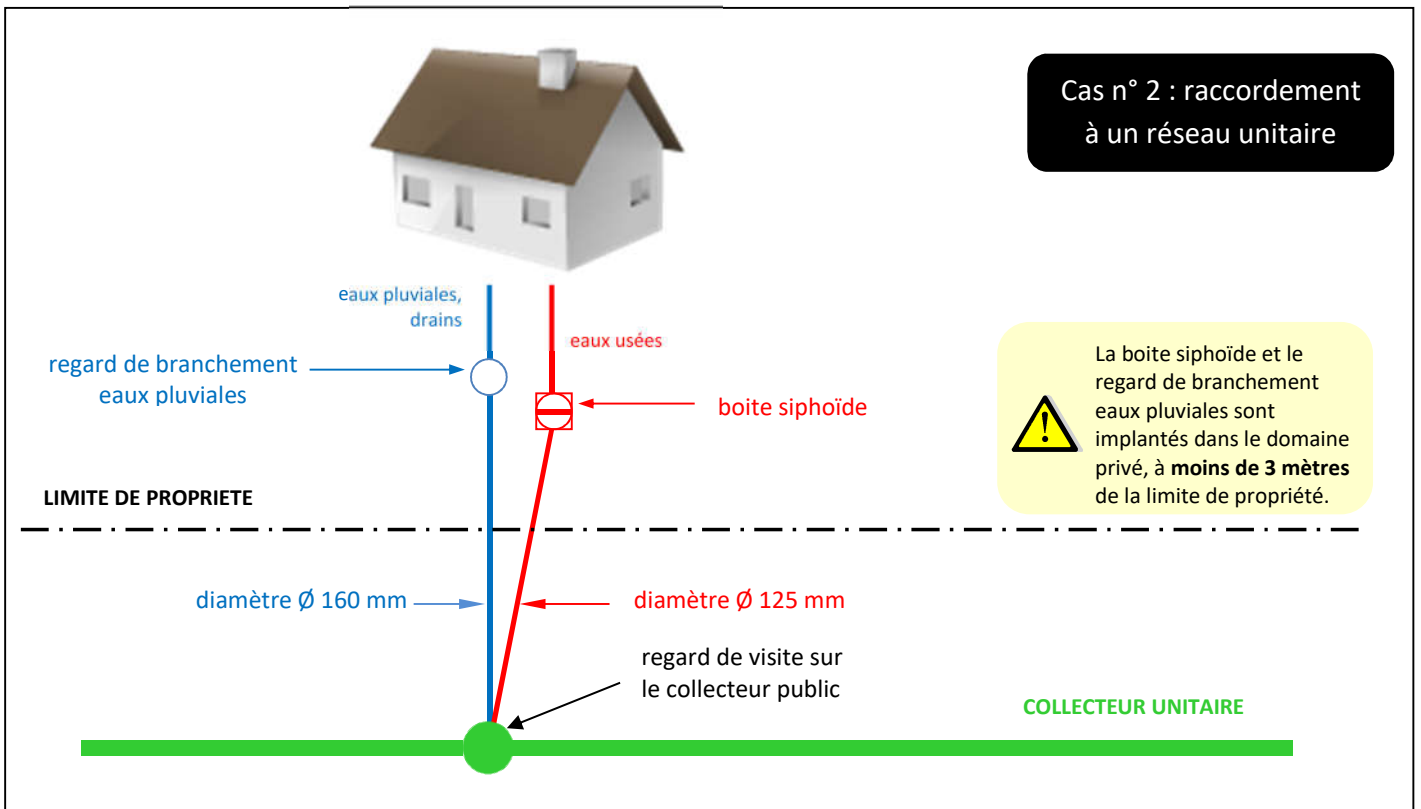 Cas n° 2 : raccordement
à un réseau unitaire
eaux pluviales,
drains
eaux usées
regard de branchement
eaux pluviales
boite siphoïde
La boite siphoïde et le
regard de branchement
eaux pluviales sont
implantés dans le domaine
privé, à moins de 3 mètres
de la limite de propriété.
!
LIMITE DE PROPRIETE
diamètre Ø 160 mm
diamètre Ø 125 mm
regard de visite sur
le collecteur public
COLLECTEUR UNITAIRE